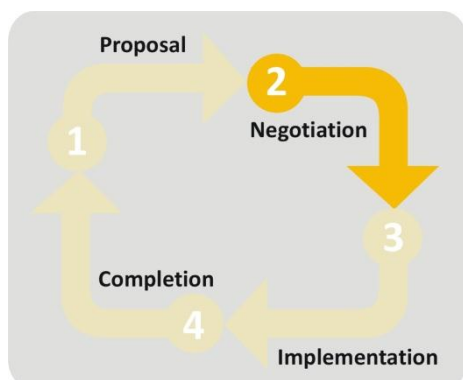 Proposal
1
2
Negotiation
3
Completion
4
Implementation